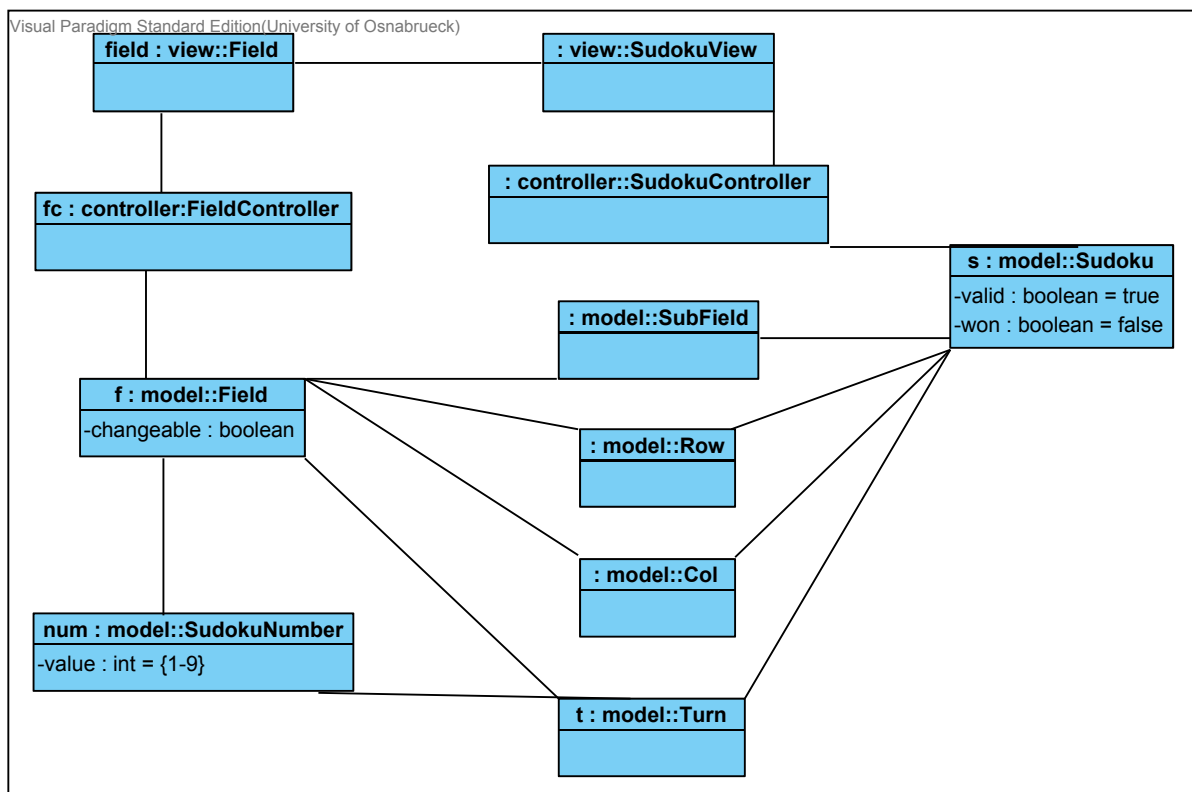 Visual Paradigm Standard Edition(University of Osnabrueck)
field : view::Field
: view::SudokuView
: controller::SudokuController
fc : controller:FieldController
s : model::Sudoku
-valid : boolean = true
-won : boolean = false
: model::SubField
f : model::Field
-changeable : boolean
: model::Row
: model::Col
num : model::SudokuNumber
-value : int = {1-9}
t : model::Turn